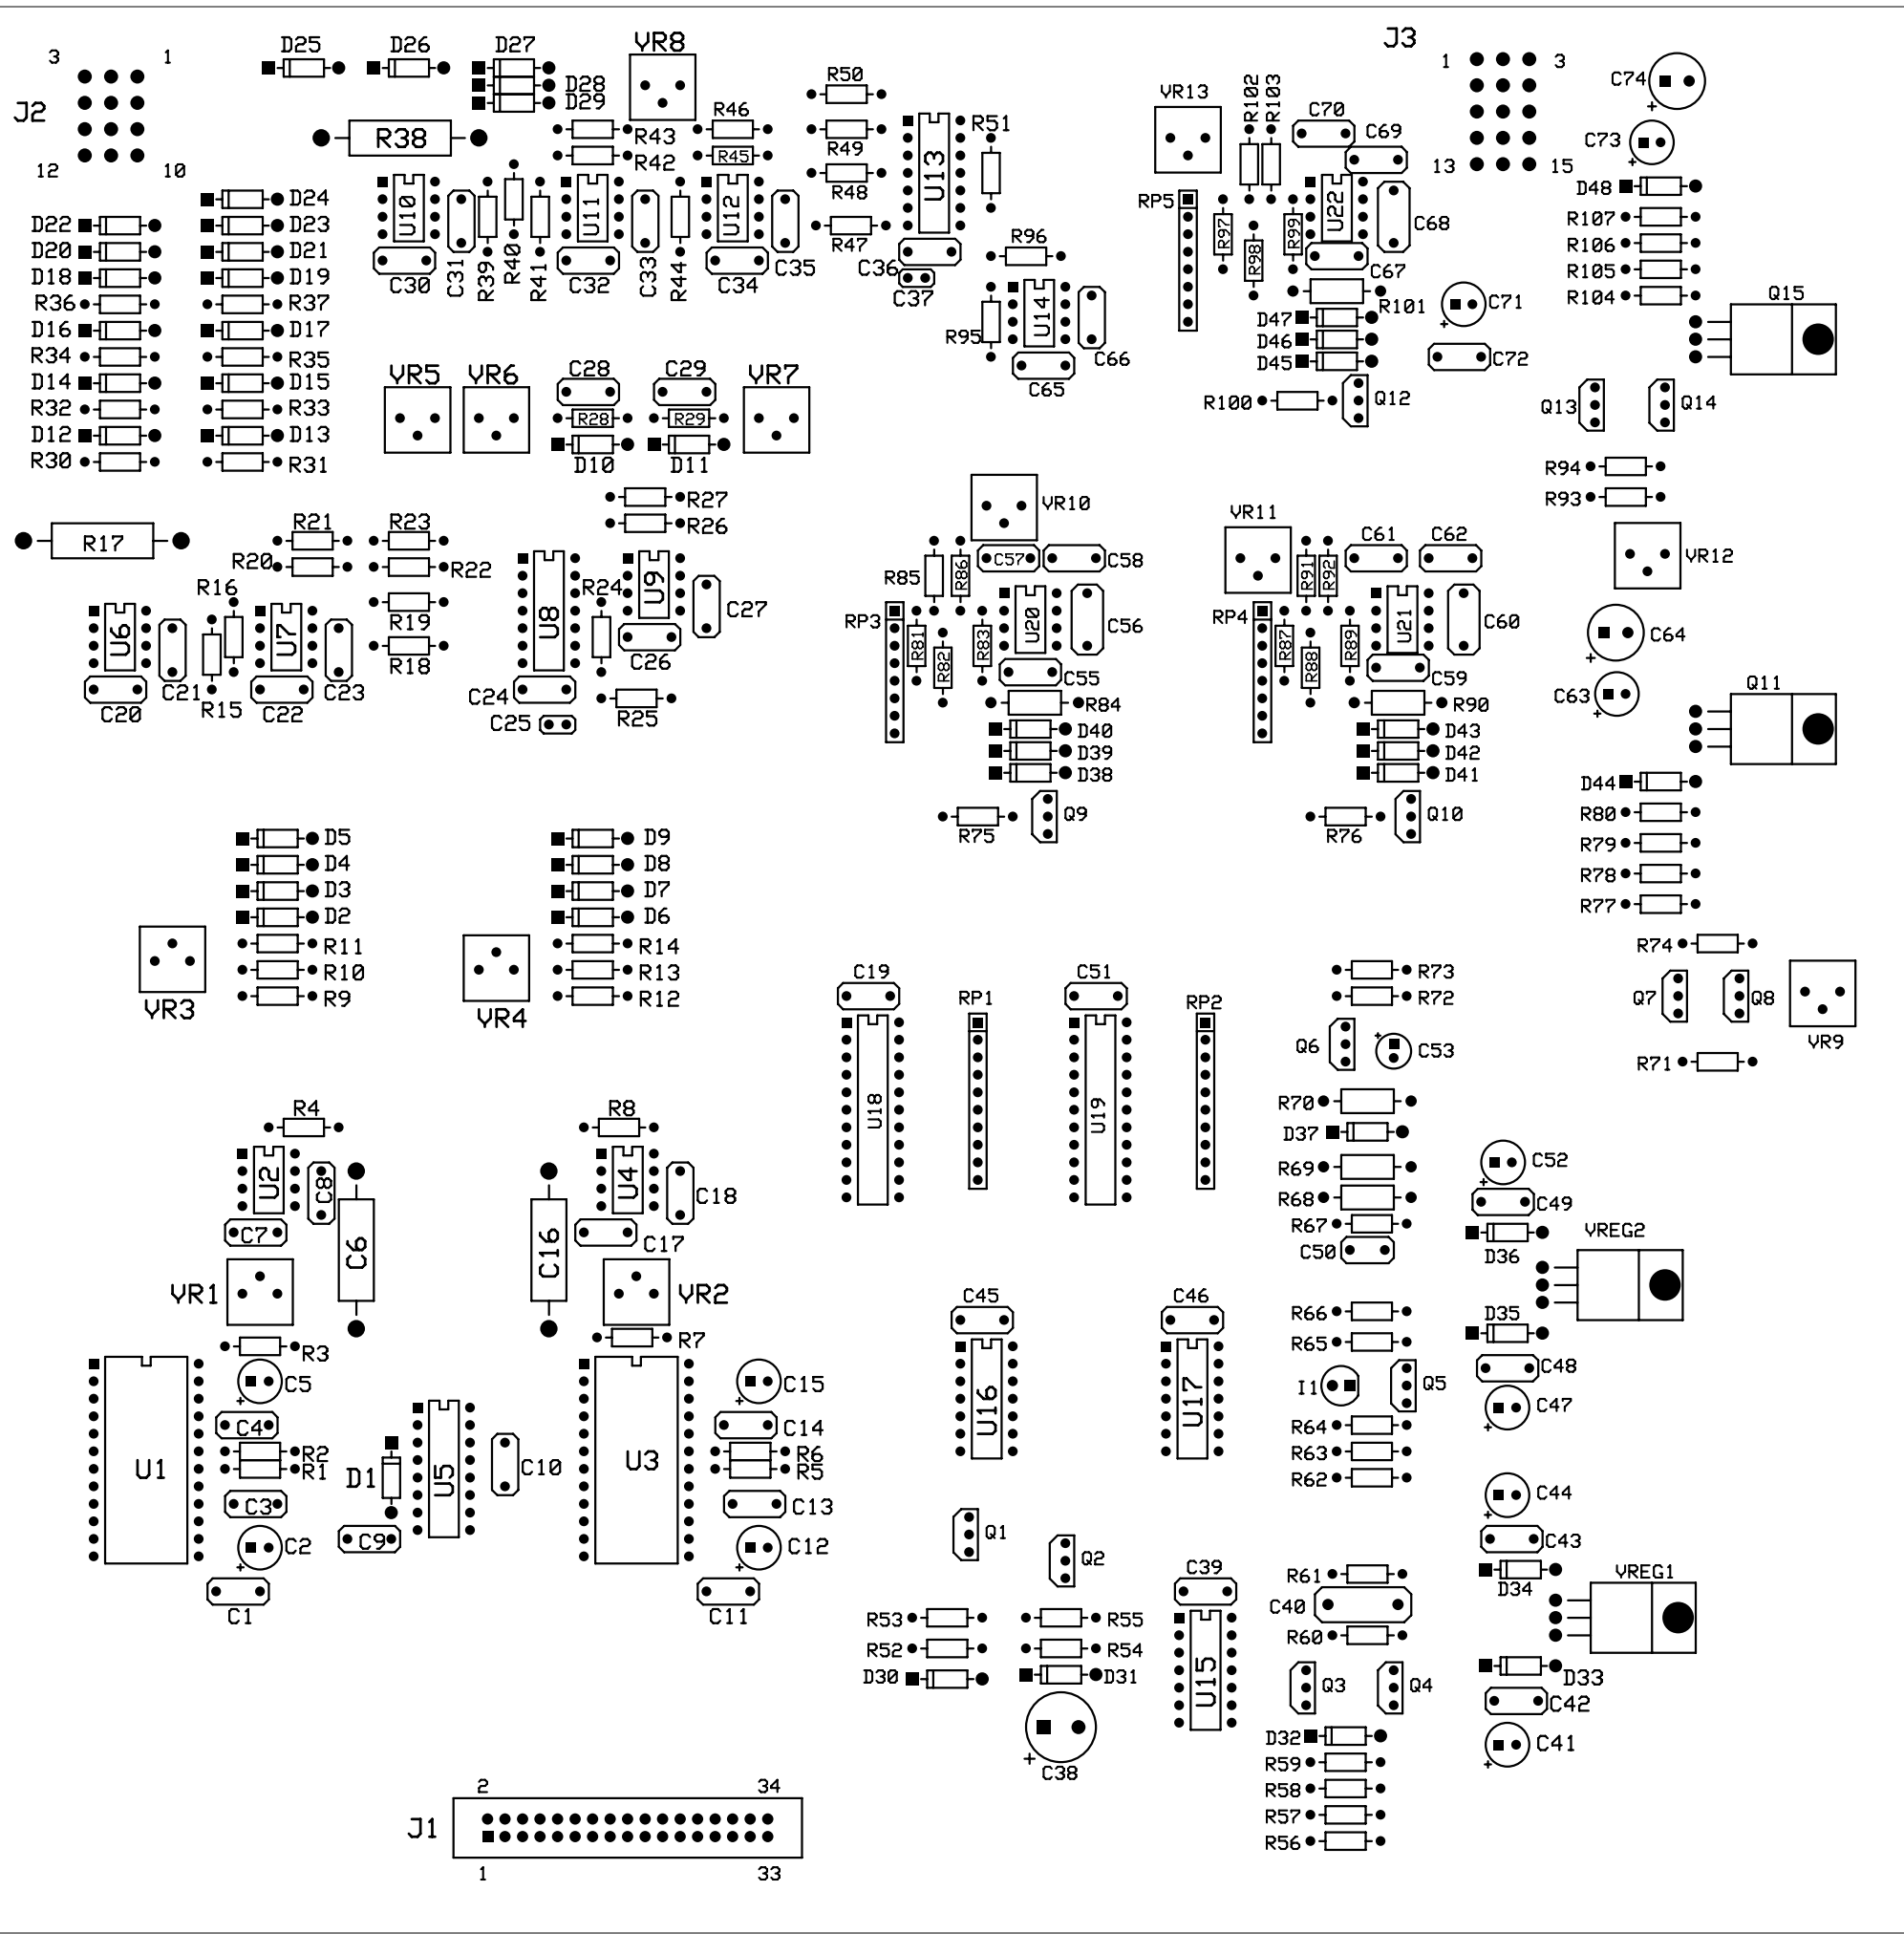 J3
VR8
D25 D26 D27
3 1
1 3
D28
D29
C74
R50
VR13
R102
R103
J2
R46
C70
R38
R43
R51
C69
C73
R42
R45
R49
U13
12 10
13 15
R48
D48
D24
U10
U11
U12
RP5
U22
D22
D23
R47
R97
R99
C68
R107
D20
D21
R40
R96
R98
R106
D18
D19
C30
C31
R39
R41
C32
C33
R44
C34
C35
C36
C67
R105
R36
R37
C37
U14
R101
C71
R104
Q15
D16
D17
R95
D47
R34
R35
C66
D46
C72
D14
D15
VR5
VR6
C28
C29
VR7
C65
D45
R32
R33
R28
R29
R100
Q12
Q13
Q14
D12
D13
R30
R31
D10
D11
R94
R27
VR10
R93
R17
R21
R23
R26
VR11
C61
C62
VR12
R20
R22
R16
R24
U9
R85
R86
C57
C58
R91
R92
U6
U7
R19
U8
C27
RP3
U20
C56
RP4
U21
C60
C64
R18
C26
R81
R83
R82
R87
R89
R88
C21
C23
C24
C55
C59
Q11
C20
R15
C22
C25
R25
R84
R90
C63
D40
D43
D39
D42
D38
D41
D44
Q9
Q10
R80
D5
D9
R75
R76
R79
D4
D8
R78
D3
D7
R77
D2
D6
R11
R14
R74
R10
R13
C19
C51
R73
R9
R12
RP1
RP2
R72
Q7
Q8
VR3
VR4
Q6
C53
VR9
R71
R4
R8
U18
U19
R70
D37
U2
C8
U4
C18
R69
C52
R68
C49
C7
C6
C16
C17
R67
C50
D36
VREG2
VR1
VR2
C45
C46
R66
D35
R3
R7
R65
C5
C15
I1
Q5
C48
C4
C14
U16
U17
R64
C47
U1
R2
R1
D1
U5
C10
U3
R6
R5
R63
R62
C3
C13
C44
C2
C9
C12
Q1
Q2
C43
C39
R61
D34
VREG1
C1
C11
R53
R55
C40
R52
R54
R60
D30
D31
U15
Q3
Q4
D33
C42
D32
C41
C38
R59
2 34
R58
J1
R57
R56
1 33